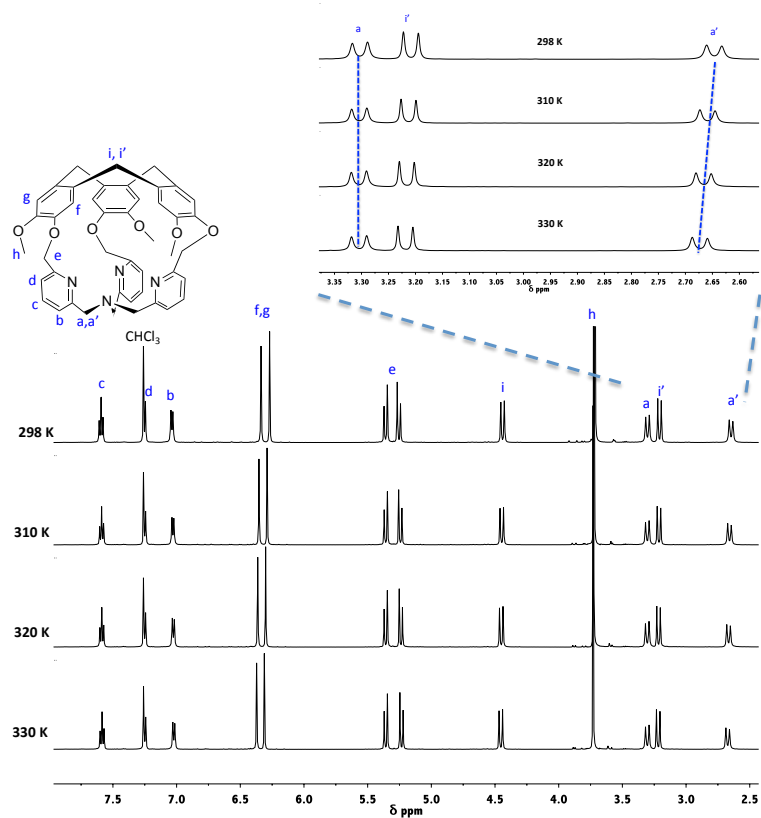 a i’ a’
298 K
310 K
320 K
330 K
3.35 3.30 3.25 3.20 3.15 3.10 3.05 3.00 2.95 2.90 2.85 2.80 2.75 2.70 2.65 2.60
δ ppm
i, i’
g f
O O O O
O O
h e
d N N N
c N
b a,a’
CHCl3
c d b f,g e i h a i’ a’
298 K
310 K
320 K
330 K
7.5 7.0 6.5 6.0 5.5 5.0 4.5 4.0 3.5 3.0 2.5
δ ppm